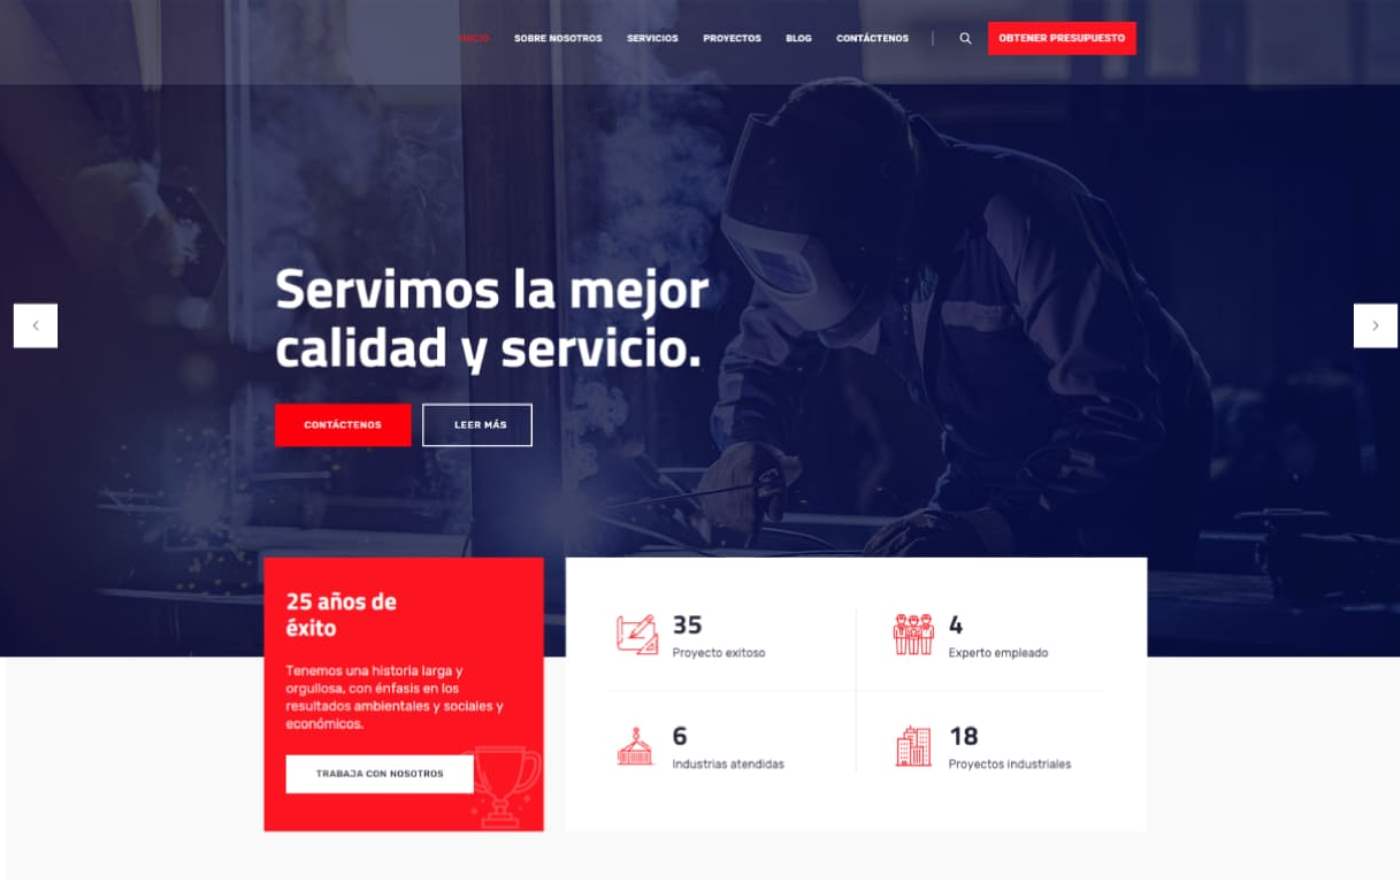 INICIO SOBRE NOSOTROS SERVICIOS PROYECTOS BLOG CONTÁCTENOS OBTENER PRESUPUESTO
Servimos la mejor
calidad y servicio.
CONTÁCTENOS LEER MÁS
25 años de
éxito
Tenemos una historia larga y
orgullosa, con énfasis en los
resultados ambientales y sociales y
económicos.
TRABAJA CON NOSOTROS
35
Proyecto exitoso
4
Experto empleado
6
Industrias atendidas
18
Proyectos industriales